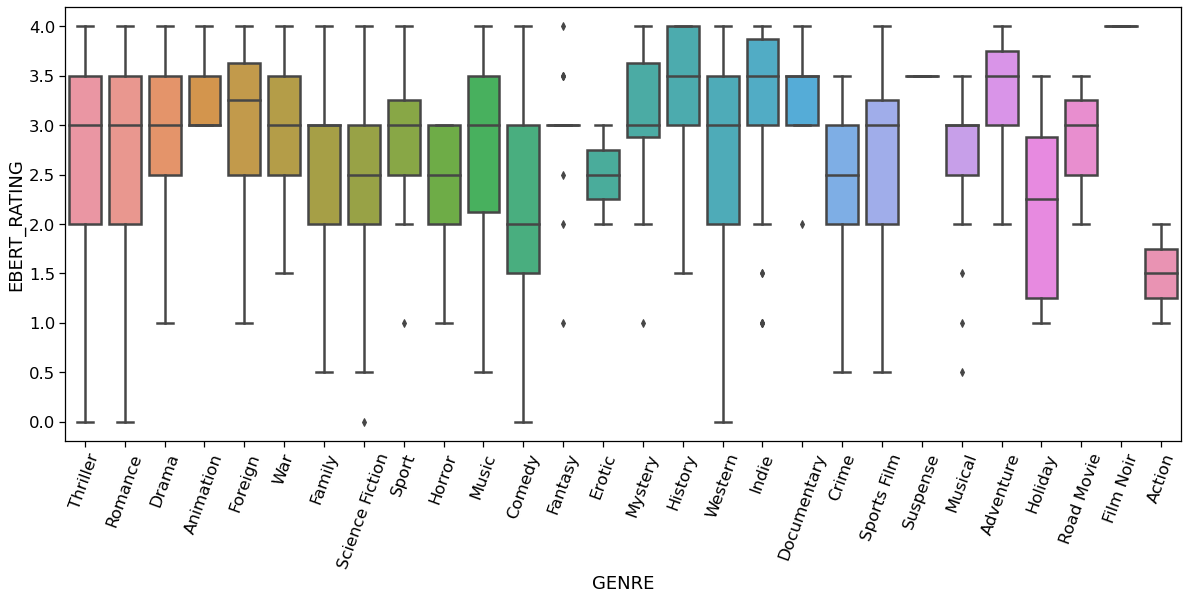 EBERT_RATING
4.0
3.5
3.0
2.5
2.0
1.5
1.0
0.5
0.0
Thriller
Romance
Drama
Animation
Foreign
War
Family
Science Fiction
Sport
Horror
Music
Comedy
Fantasy
Erotic
Mystery
History
Western
Indie
Documentary
Crime
Sports Film
Suspense
Musical
Adventure
Holiday
Road Movie
Film Noir
Action
GENRE